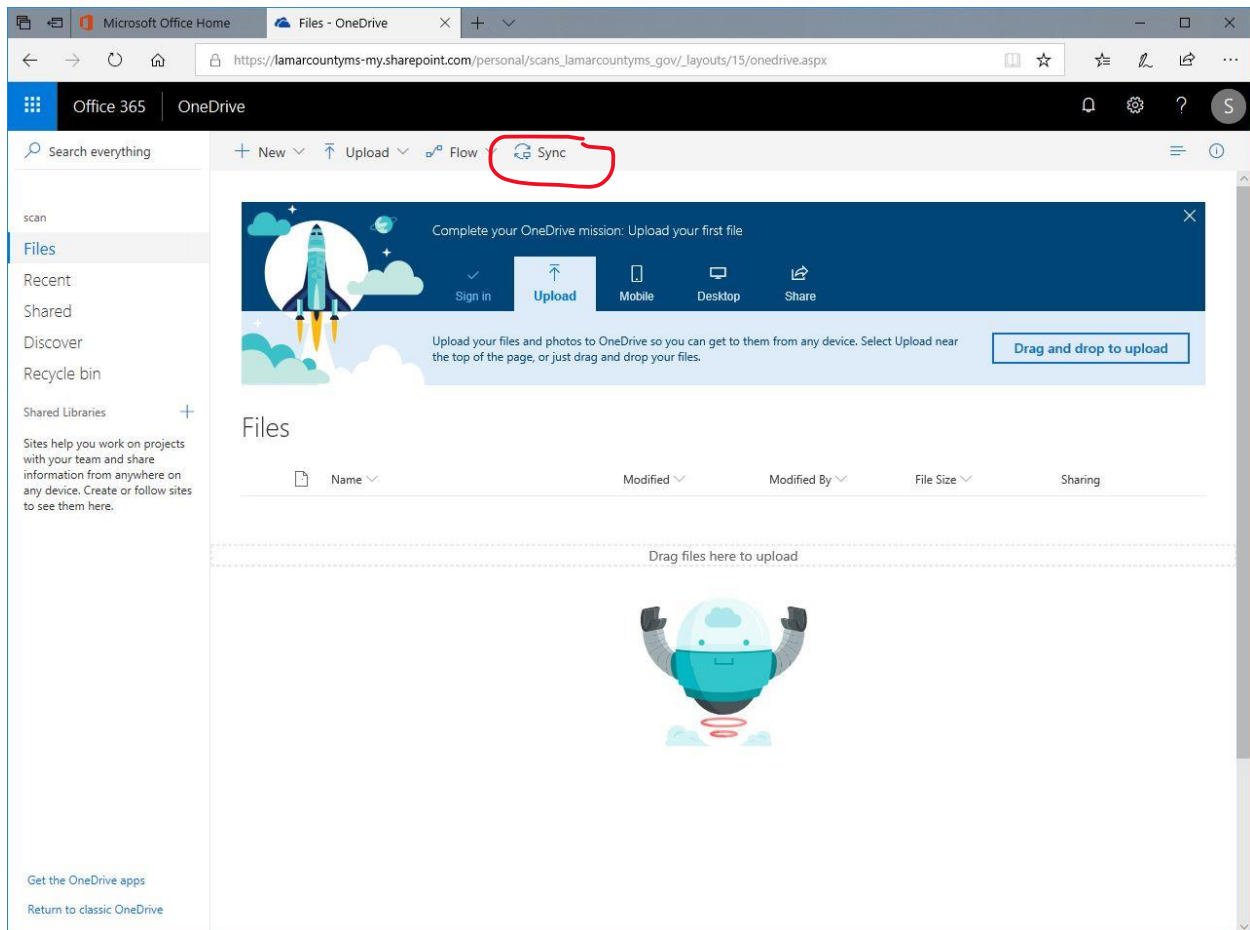 Microsoft Office Home
Files - OneDrive
https://lamarcountyms-my.sharepoint.com/personal/scans_lamarcountyms_gov/_layouts/15/onedrive.aspx
Office 365 OneDrive ? S
Search everything
New Upload Flow Sync
scan
Files
Recent
Shared
Discover
Recycle bin
Shared Libraries
Sites help you work on projects
with your team and share
information from anywhere on
any device. Create or follow sites
to see them here.
Get the OneDrive apps
Return to classic OneDrive
Complete your OneDrive mission: Upload your first file
Sign in Upload Mobile Desktop Share
Upload your files and photos to OneDrive so you can get to them from any device. Select Upload near
the top of the page, or just drag and drop your files.
Drag and drop to upload
Files
Name Modified Modified By File Size Sharing
Drag files here to upload